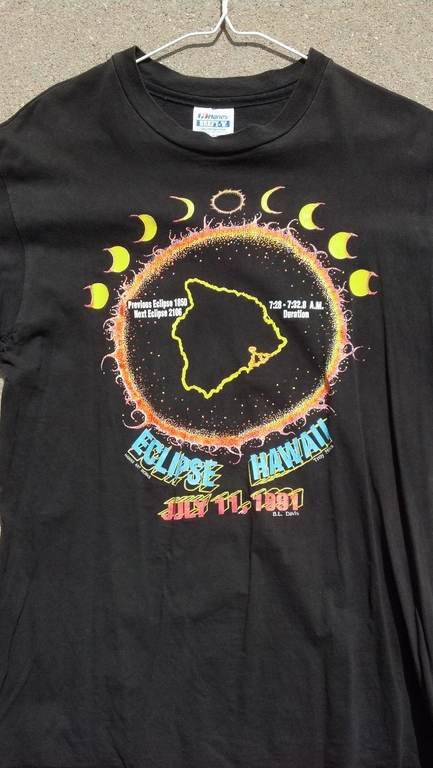 Hanes
BEEFY-T
Previous Eclipse 1850
Next Eclipse 2106
7:28 - 7:32.8 A.M.
Duration
ECLIPSE HAWAII
JULY 11, 1991
B.L. Davis